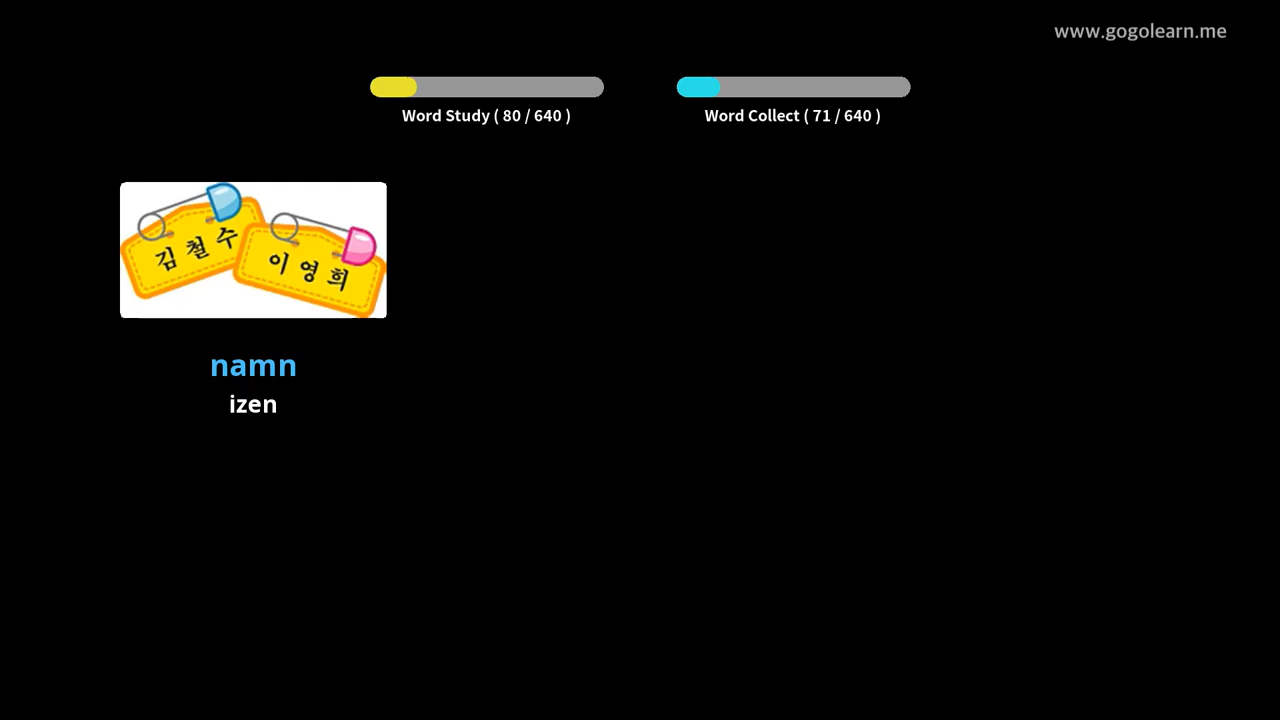 www.gogolearn.me
Word Study ( 80 / 640 )
Word Collect ( 71 / 640 )
김철수
이영희
namn
izen